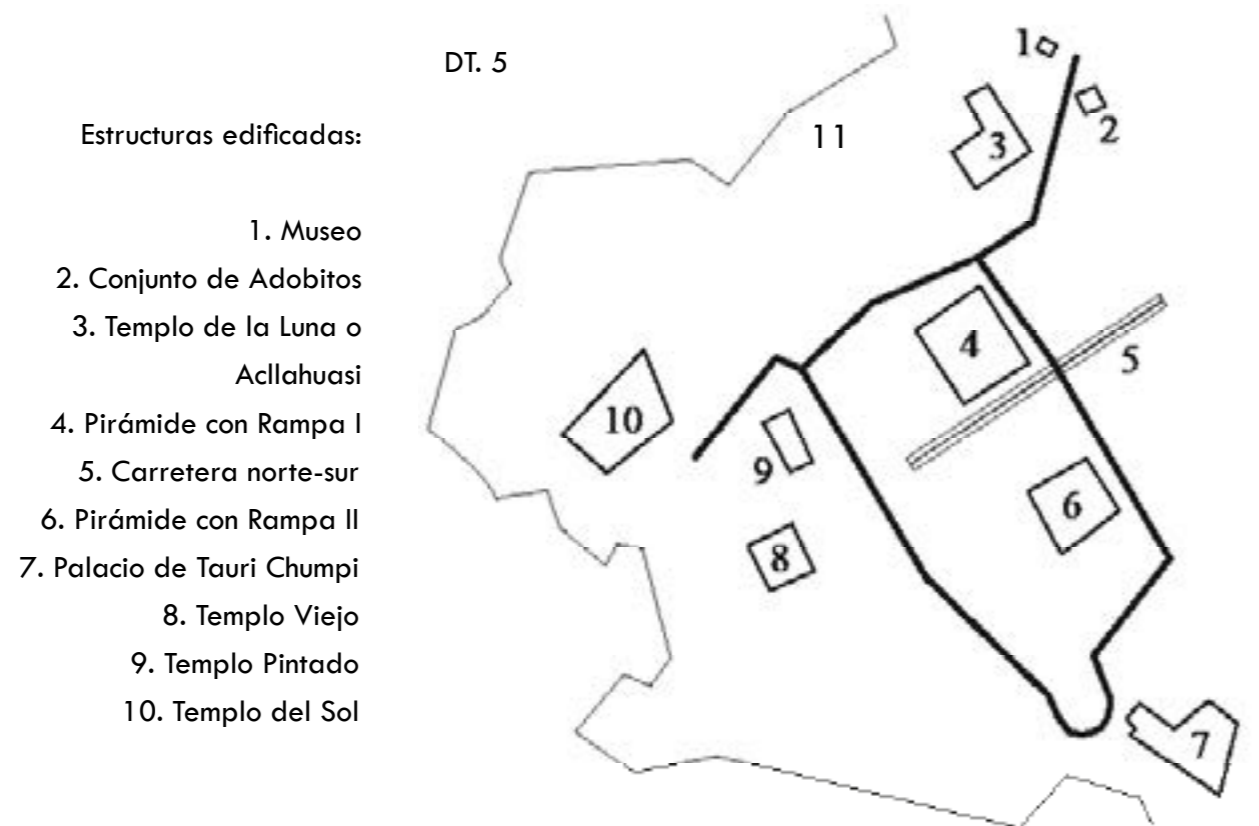 DT. 5
Estructuras edificadas:
1. Museo
2. Conjunto de Adobitos
3. Templo de la Luna o
Acllahuasi
4. Pirámide con Rampa I
5. Carretera norte-sur
6. Pirámide con Rampa II
7. Palacio de Tauri Chumpi
8. Templo Viejo
9. Templo Pintado
10. Templo del Sol
1
2
11
3
4
5
10
9
6
8
7